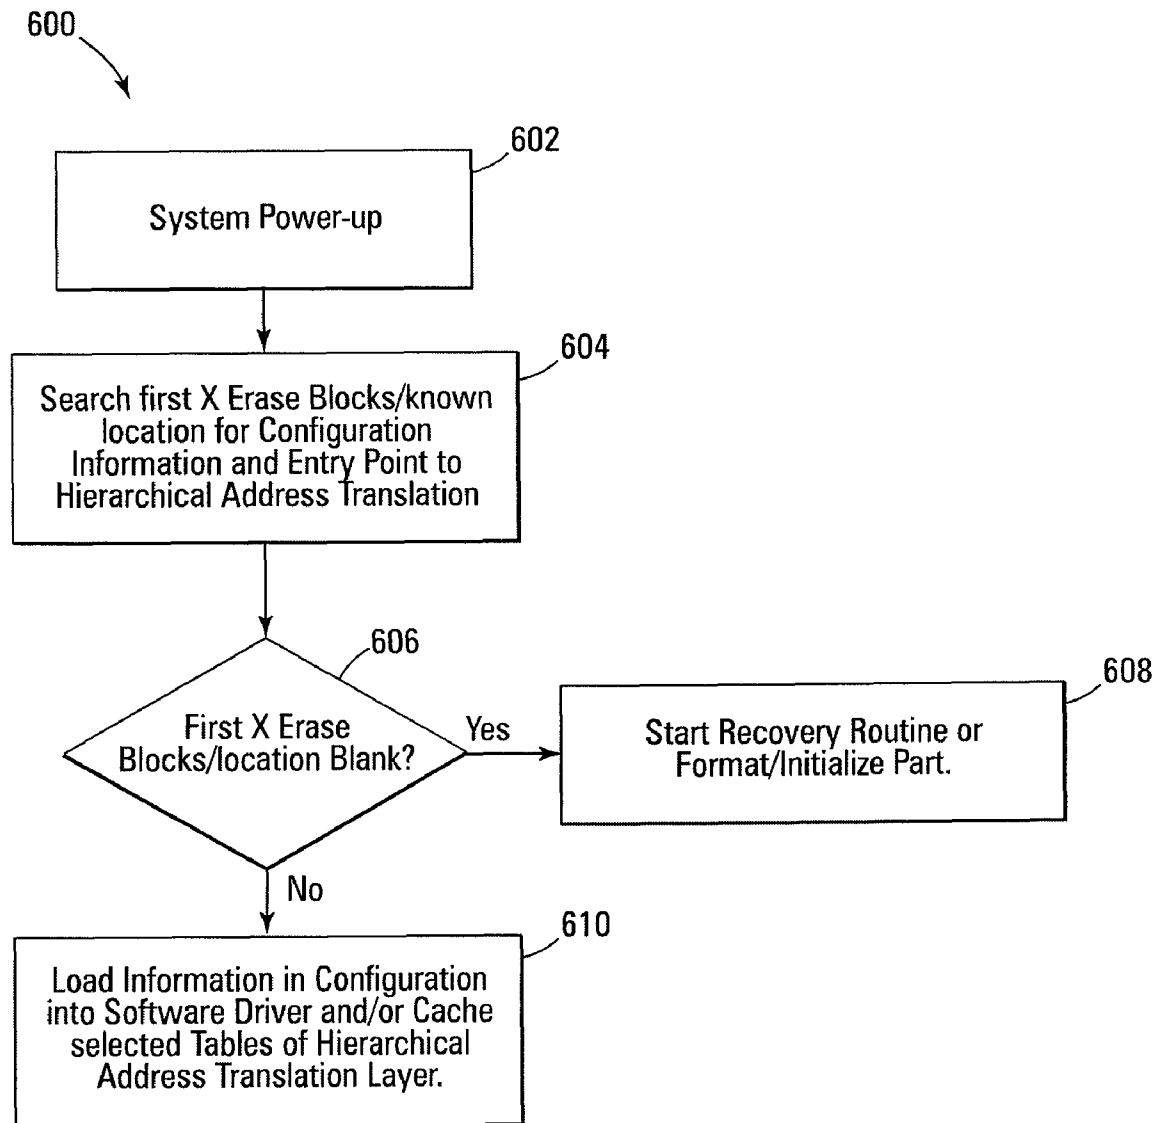 600
602
System Power-up
604
Search first X Erase Blocks/known
location for Configuration
Information and Entry Point to
Hierarchical Address Translation
606
First X Erase
Blocks/location Blank?
Yes
608
Start Recovery Routine or
Format/Initialize Part.
No
610
Load Information in Configuration
into Software Driver and/or Cache
selected Tables of Hierarchical
Address Translation Layer.